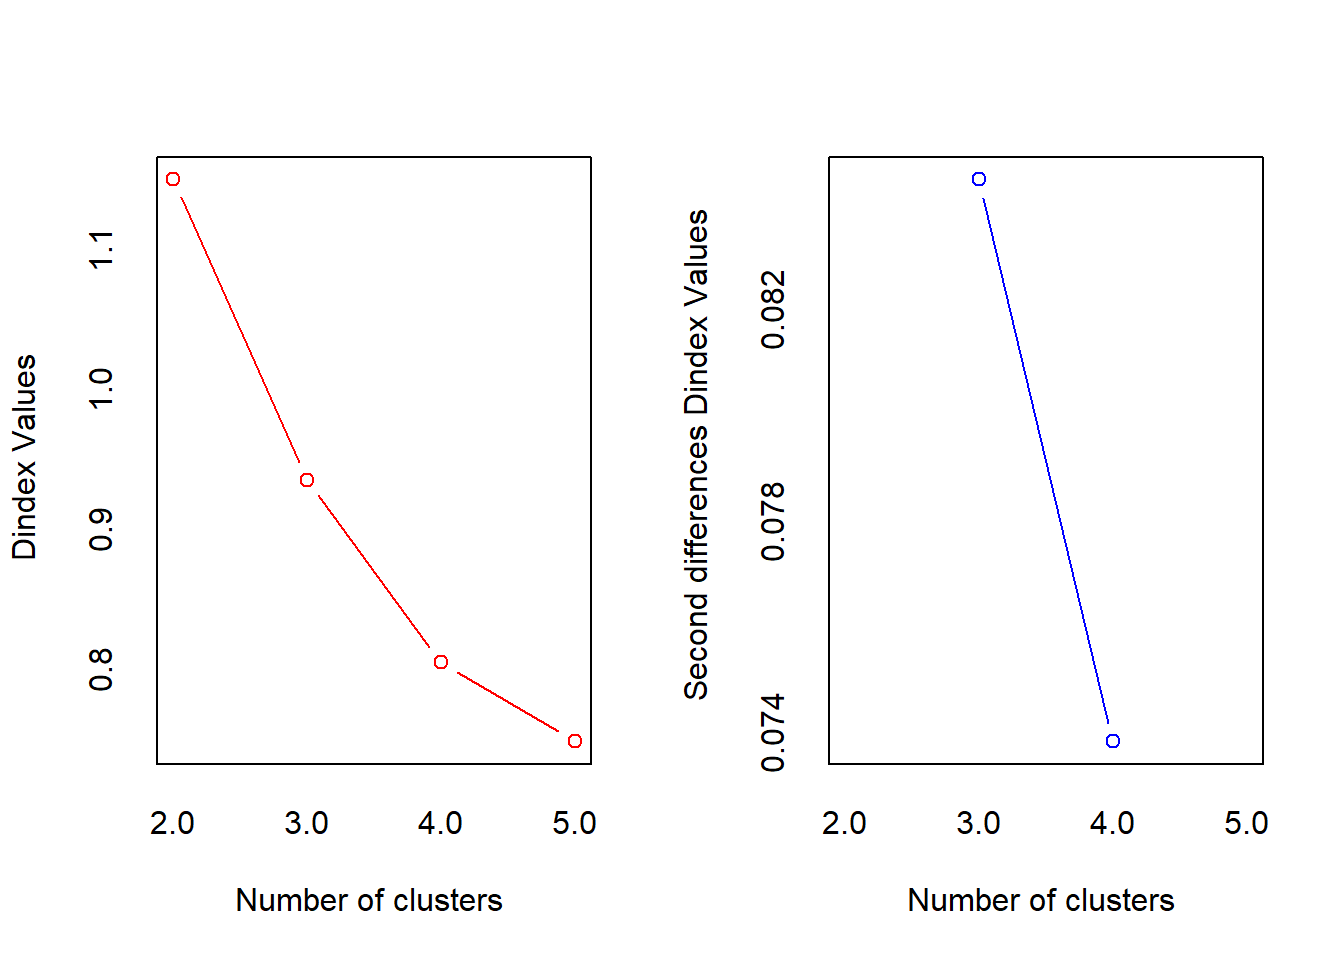 Dindex Values
1.1
1.0
0.9
0.8
2.0 3.0 4.0 5.0
Number of clusters
Second differences Dindex Values
0.082
0.078
0.074
2.0 3.0 4.0 5.0
Number of clusters